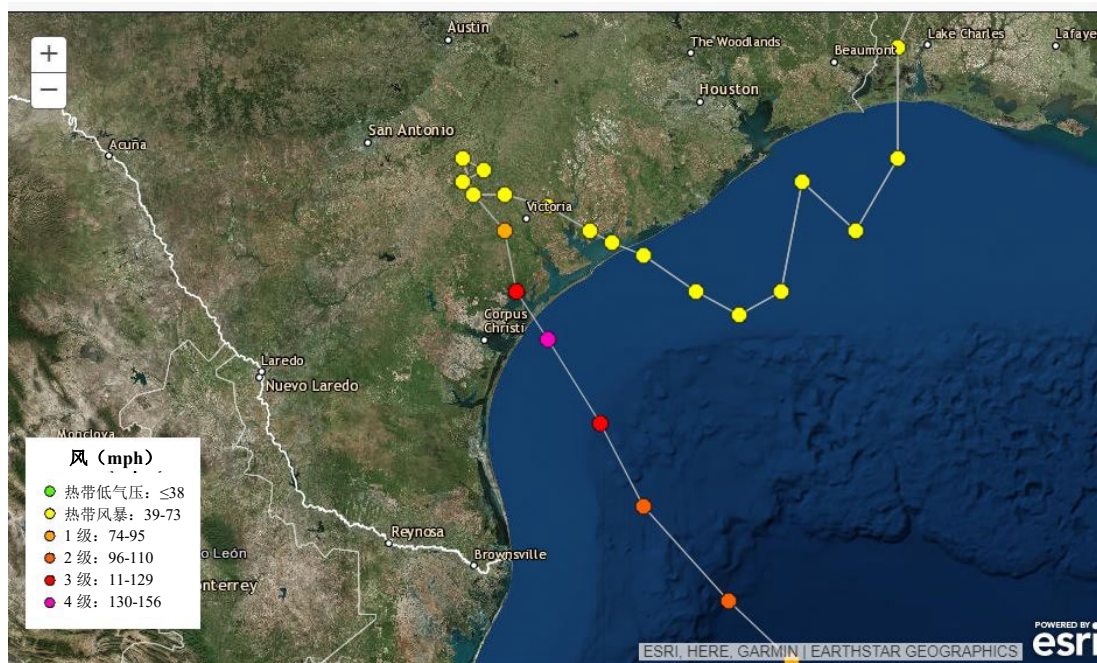 Austin
Lake Charles
Lafaye
The Woodlands
Beaumont
+
−
Houston
San Antonio
Acuña
Victoria
Corpus
Christi
Laredo
Nuevo Laredo
Monclova
风（mph）
热带低气压：≤38
热带风暴：39-73
1 级：74-95
2 级：96-110
3 级：11-129
4 级：130-156
Reynosa
Brownsville
o León
onterrey
POWERED BY
esri
ESRI, HERE, GARMIN | EARTHSTAR GEOGRAPHICS